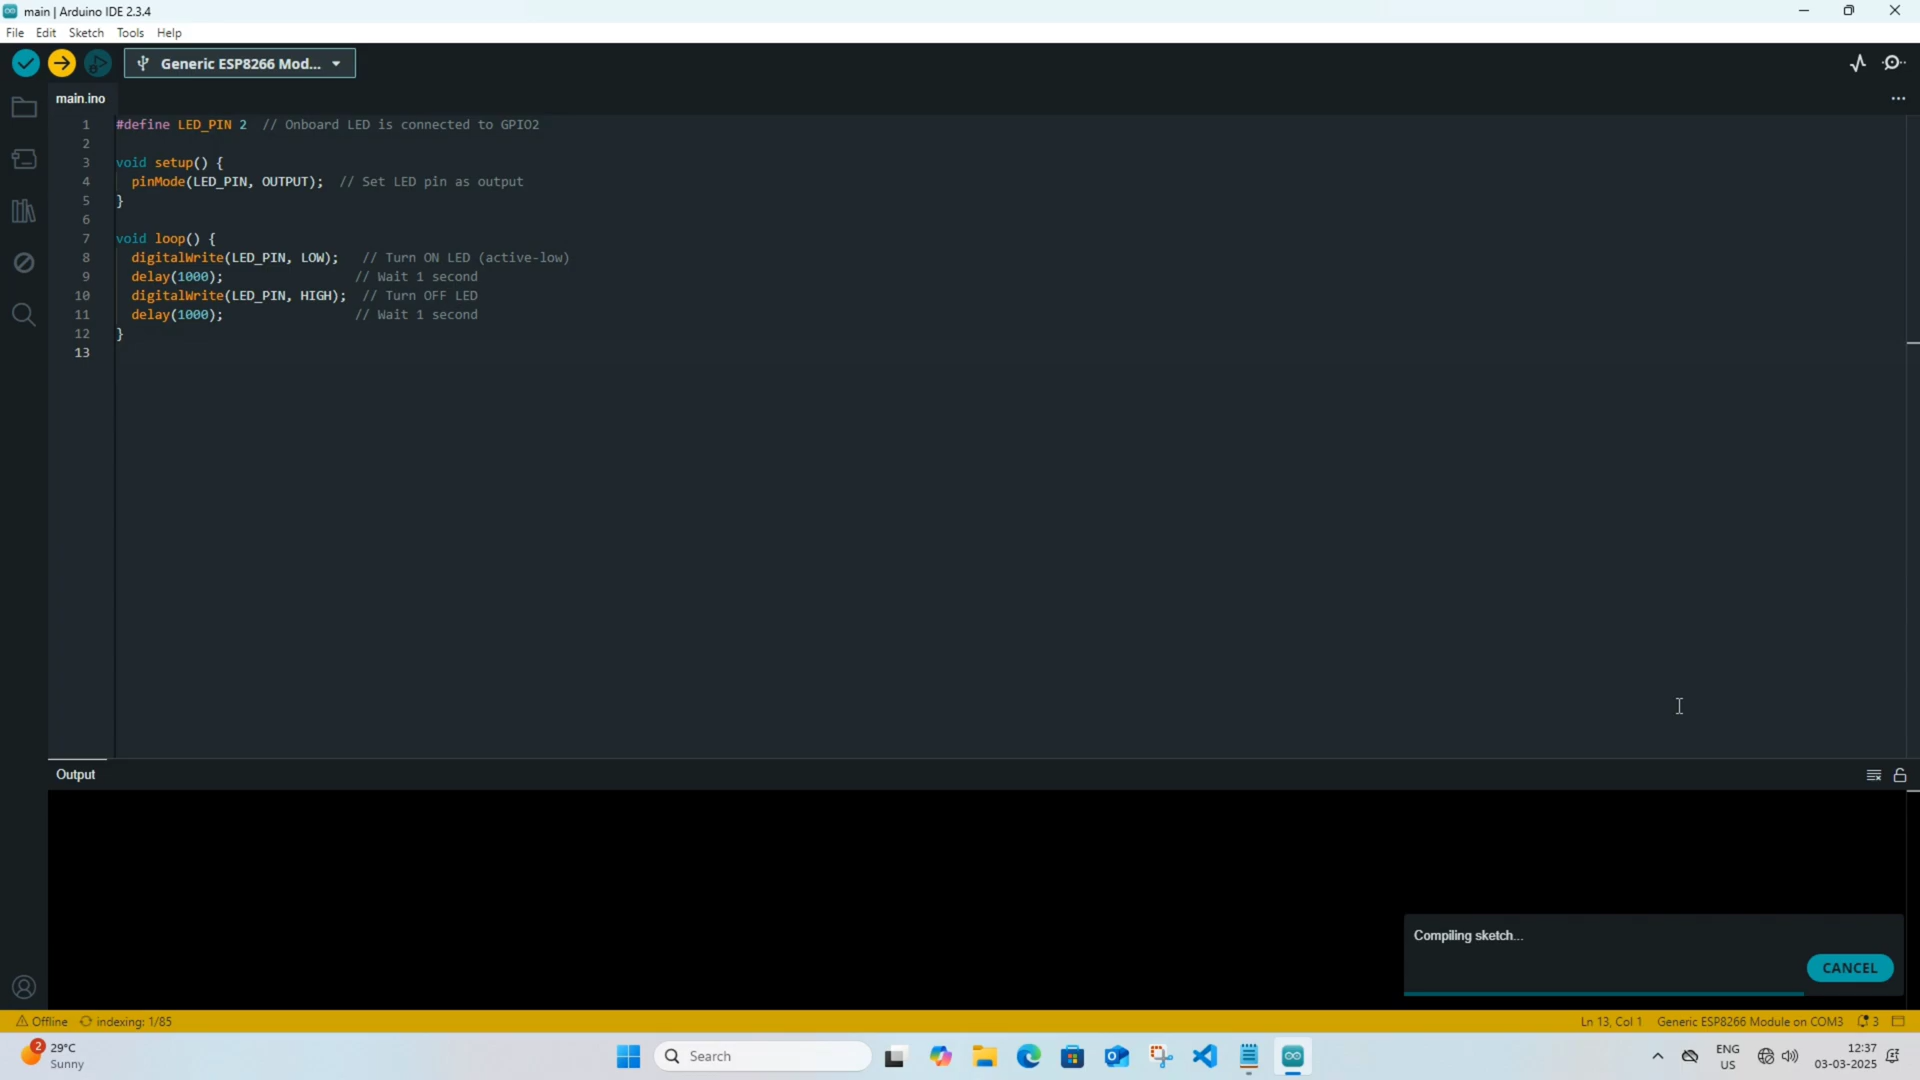 main | Arduino IDE 2.3.4
File Edit Sketch Tools Help
Generic ESP8266 Mod...
main.ino
1 #define LED_PIN 2 // Onboard LED is connected to GPIO2
2
3 void setup() {
4 pinMode(LED_PIN, OUTPUT); // Set LED pin as output
5 }
6
7 void loop() {
8 digitalWrite(LED_PIN, LOW); // Turn ON LED (active-low)
9 delay(1000); // Wait 1 second
10 digitalWrite(LED_PIN, HIGH); // Turn OFF LED
11 delay(1000); // Wait 1 second
12 }
13
Output
Compiling sketch...
CANCEL
Offline indexing: 1/85 Ln 13, Col 1 Generic ESP8266 Module on COM3 3
2 29°C
Sunny
Search
ENG
US
12:37
03-03-2025